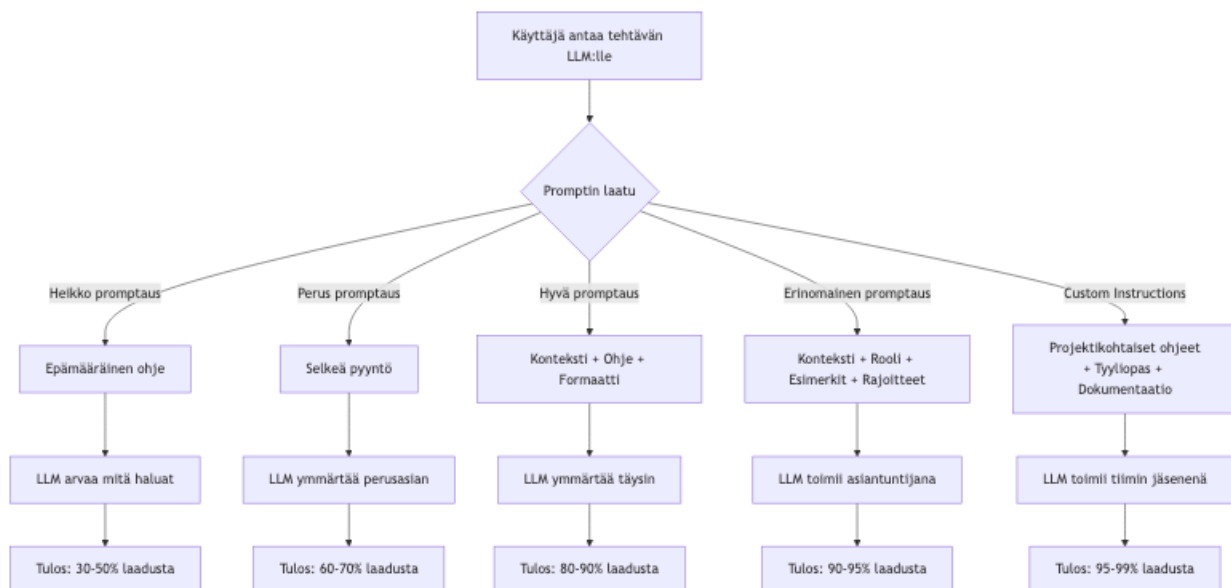 Käyttäjä antaa tehtävän
LLM:lle
Promptin laatu
Heikko promptaus
Perus promptaus
Hyvä promptaus
Erinomainen promptaus
Custom Instructions
Epämääräinen ohje
Selkeä pyyntö
Konteksti + Ohje +
Formaatti
Konteksti + Rooli +
Esimerkit + Rajoitteet
Projektikohtaiset ohjeet
+ Tyyliopas +
Dokumentaatio
LLM arvaa mitä haluat
LLM ymmärtää perusasian
LLM ymmärtää täysin
LLM toimii asiantuntijana
LLM toimii tiimin jäsenenä
Tulos: 30-50% laadusta
Tulos: 60-70% laadusta
Tulos: 80-90% laadusta
Tulos: 90-95% laadusta
Tulos: 95-99% laadusta